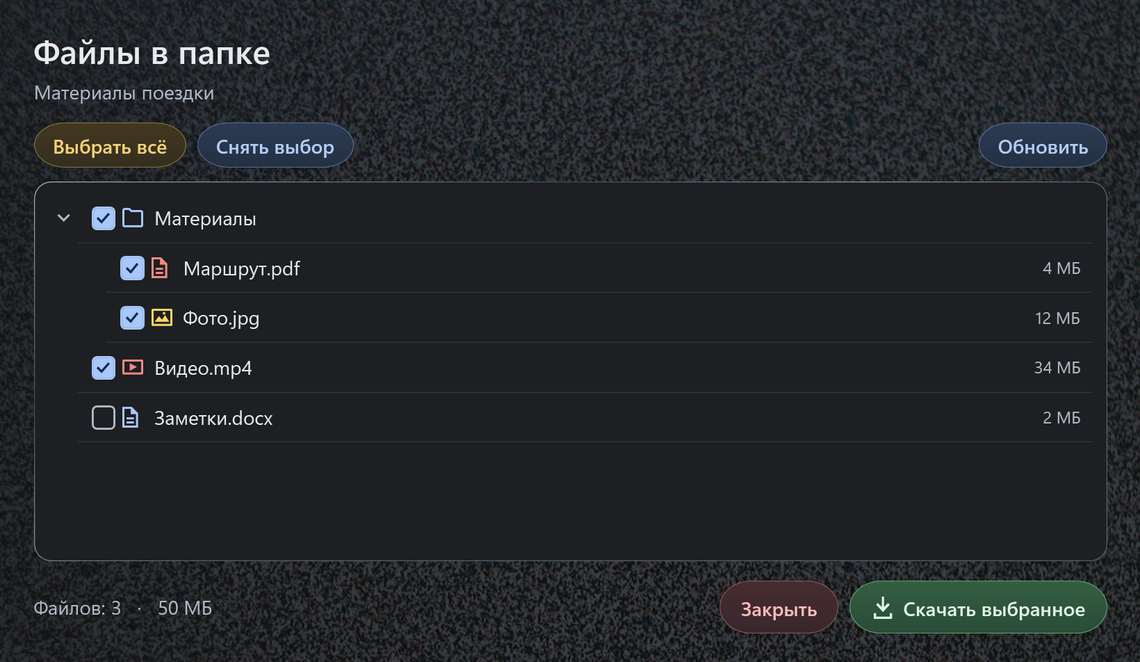 Файлы в папке
Материалы поездки
Выбрать всё Снять выбор Обновить
Материалы
Маршрут.pdf 4 МБ
Фото.jpg 12 МБ
Видео.mp4 34 МБ
Заметки.docx 2 МБ
Файлов: 3 · 50 МБ Закрыть Скачать выбранное